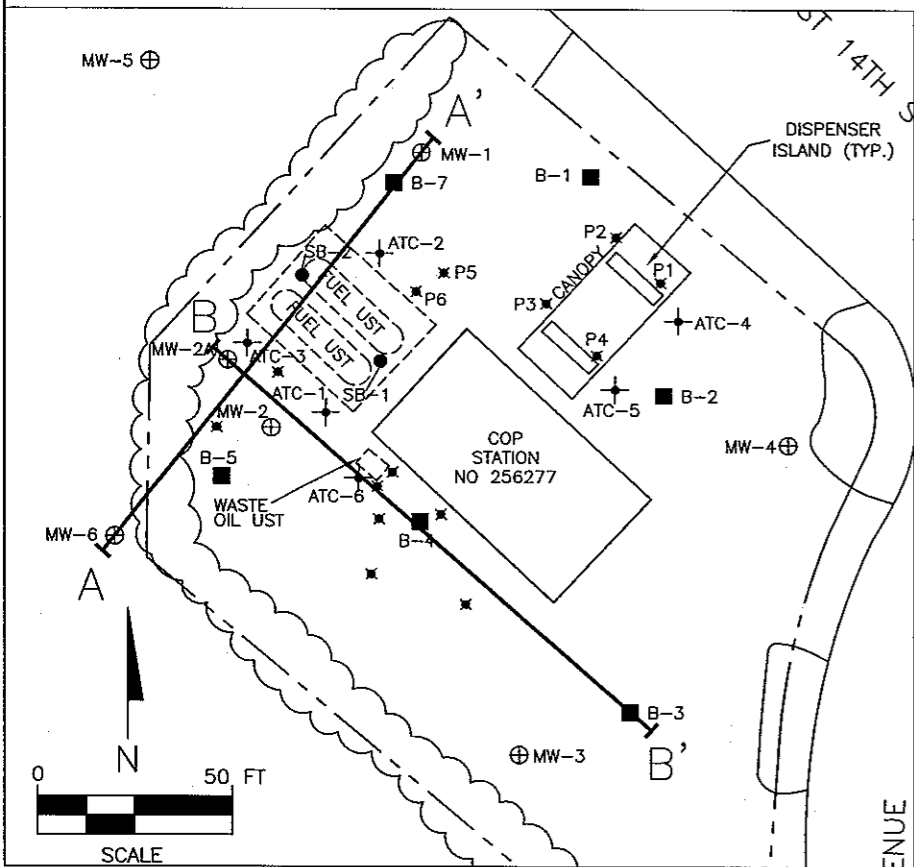 ST 14TH S
MW-5
A'
MW-1
DISPENSER
ISLAND (TYP.)
B-7
B-1
P2
ATC-2
SB-2
P5
CANOPY
P1
P6
FUEL UST
FUEL UST
P3
B
ATC-4
MW-2A
ATC-3
P4
SB-1
ATC-1
ATC-5
B-2
MW-2
COP
STATION
NO 256277
MW-4
B-5
WASTE
OIL UST
ATC-6
B-4
MW-6
A
B-3
B'
MW-3
N
0 50 FT
SCALE
ENUE